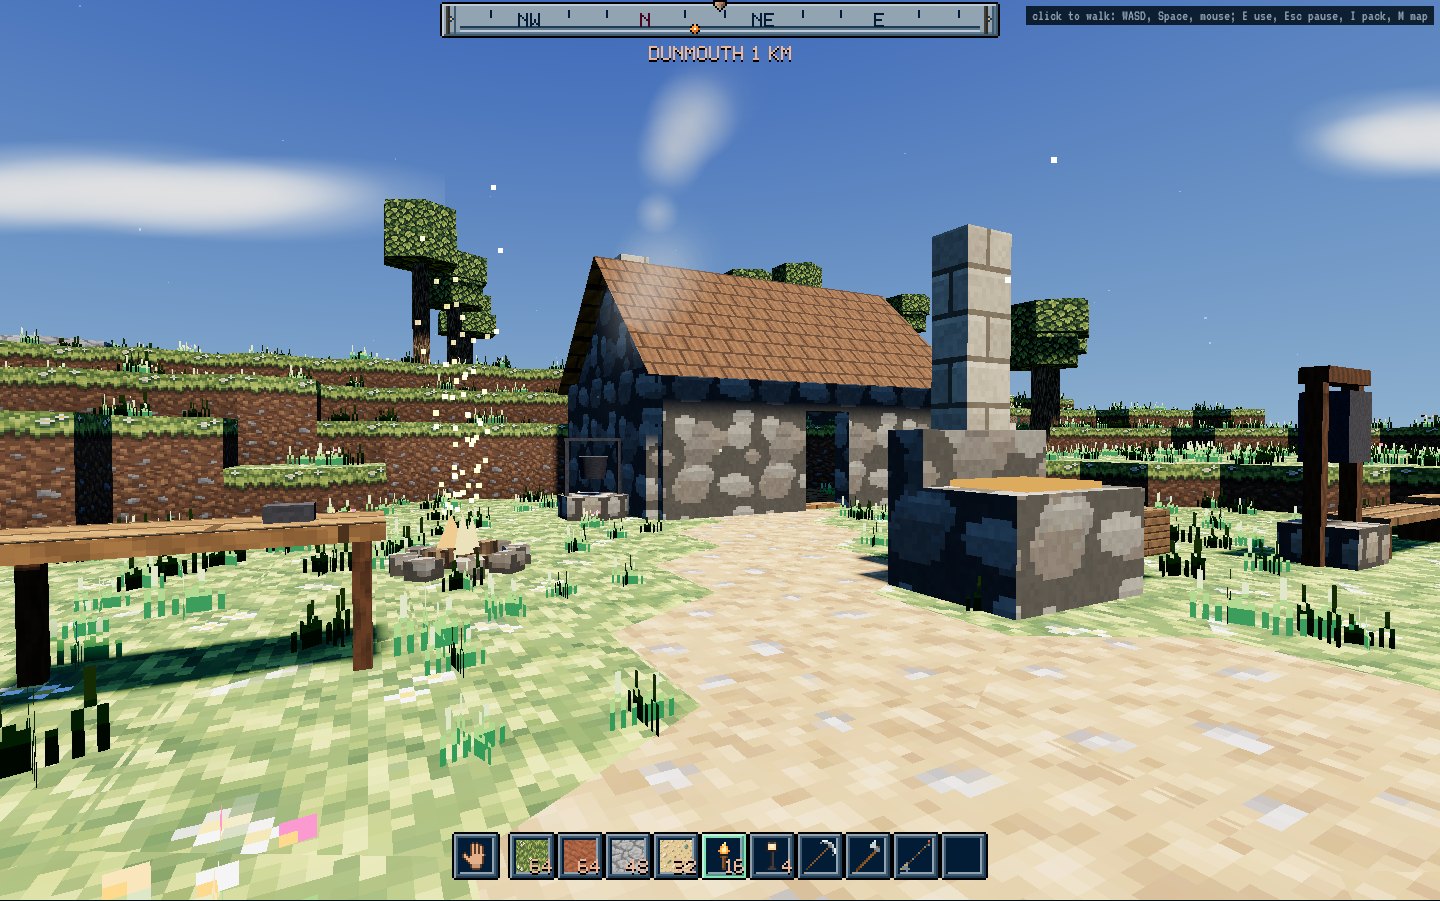 NW N NE E
click to walk: WASD, Space, mouse; E use, Esc pause, I pack, M map
DUNMOUTH 1 KM
64 64 48 32 16 4